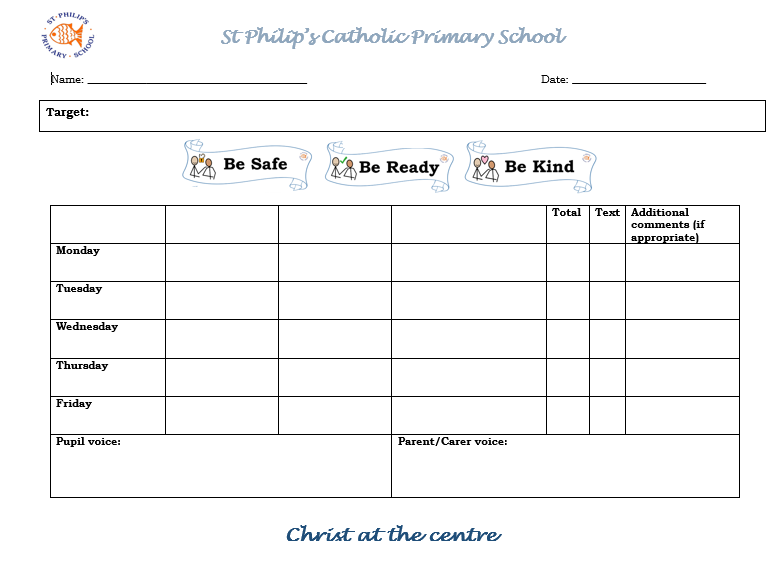 ST·PHILIP'S
PRIMARY · SCHOOL
St Philip's Catholic Primary School
Name: ______________________________ Date: ____________________
Target:
Be Safe Be Ready Be Kind
Total Text Additional
comments (if
appropriate)
Monday
Tuesday
Wednesday
Thursday
Friday
Pupil voice: Parent/Carer voice:
Christ at the centre